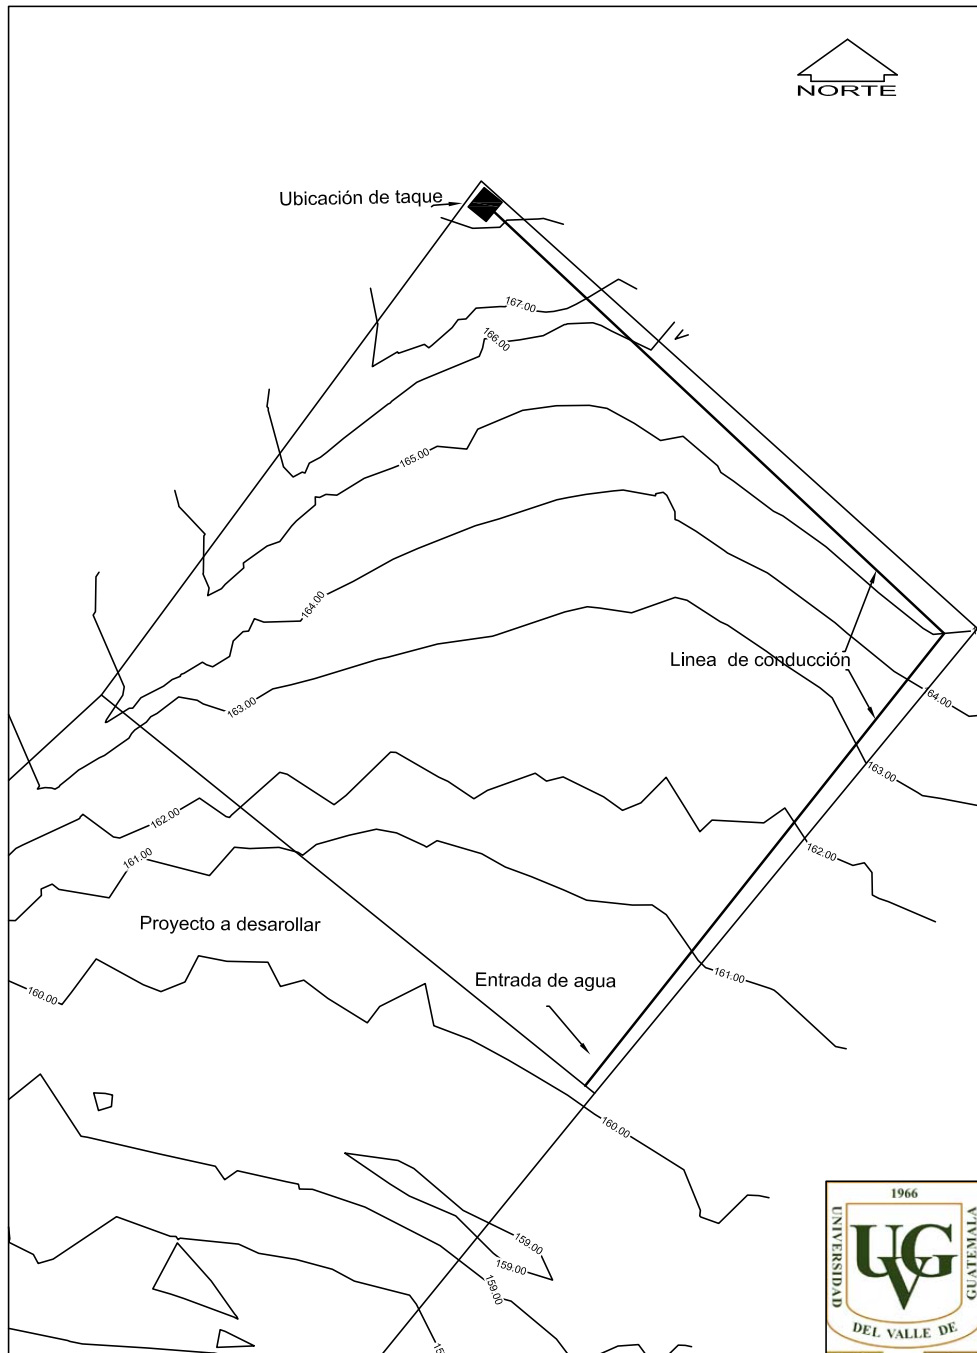 NORTE
Ubicación de taque
167.00
166.00
165.00
164.00
Linea de conducción
163.00
164.00
163.00
162.00
162.00
161.00
Proyecto a desarollar
161.00
Entrada de agua
160.00
160.00
159.00
159.00
159.00
1966
UNIVERSIDAD
UVG
GUATEMALA
DEL VALLE DE